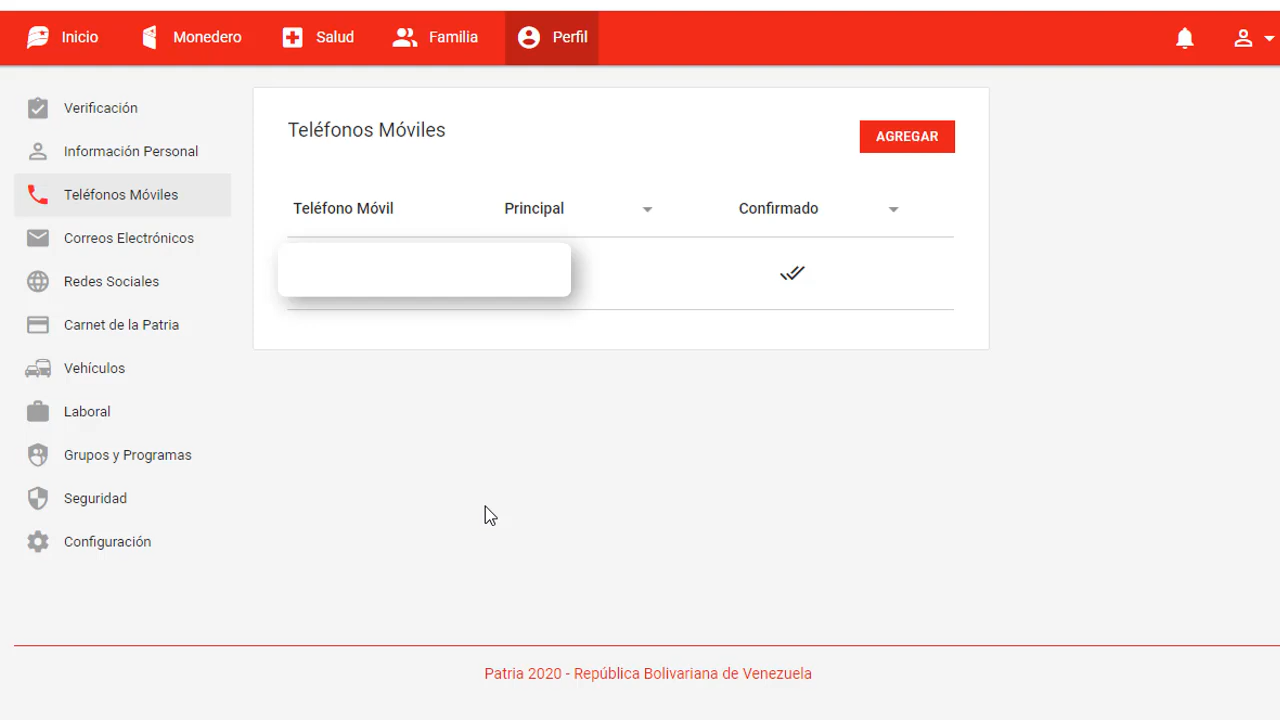 Inicio
Monedero
Salud
Familia
Perfil
Verificación
Información Personal
Teléfonos Móviles
Correos Electrónicos
Redes Sociales
Carnet de la Patria
Vehículos
Laboral
Grupos y Programas
Seguridad
Configuración
Teléfonos Móviles
AGREGAR
Teléfono Móvil Principal Confirmado
Patria 2020 - República Bolivariana de Venezuela